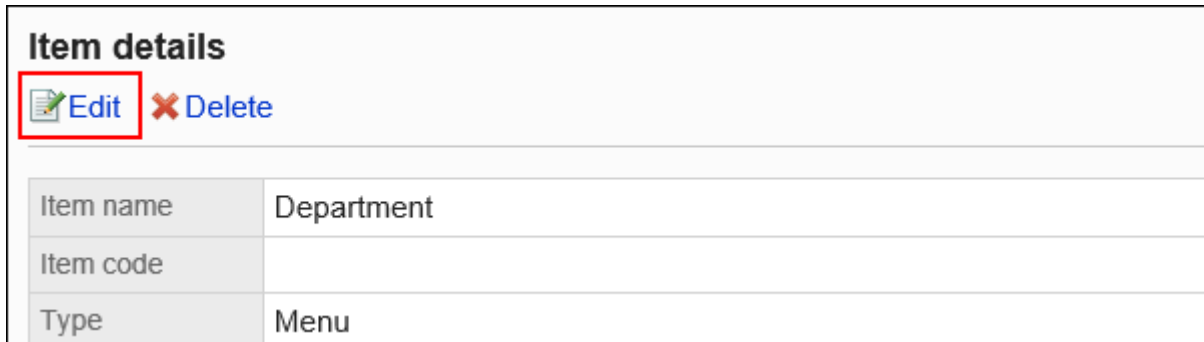 Item details
Edit Delete
Item name Department
Item code
Type Menu